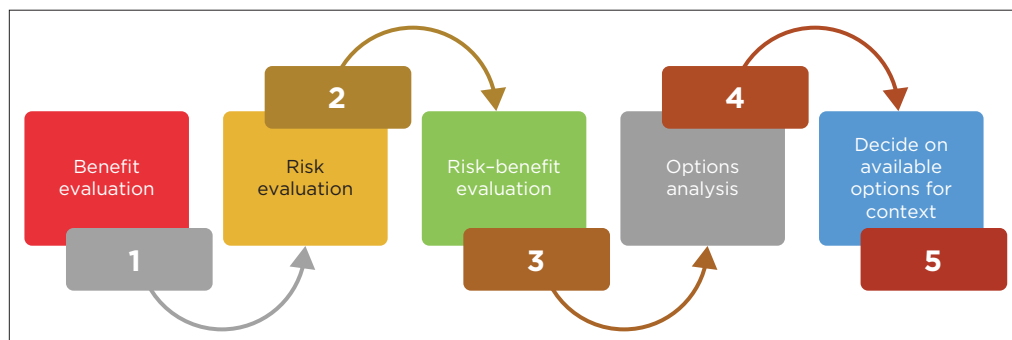 Benefit
evaluation
1
Risk
evaluation
2
Risk–benefit
evaluation
3
Options
analysis
4
Decide on
available
options for
context
5